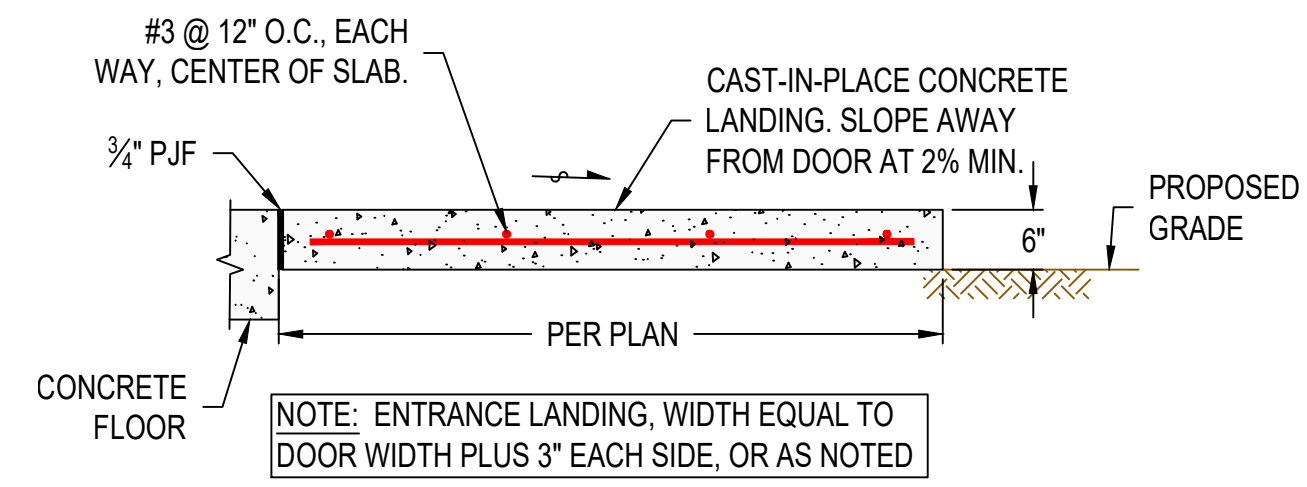 #3 @ 12" O.C., EACH
WAY, CENTER OF SLAB.
CAST-IN-PLACE CONCRETE
LANDING. SLOPE AWAY
FROM DOOR AT 2% MIN.
¾" PJF
S
PROPOSED
GRADE
6"
PER PLAN
CONCRETE
FLOOR
NOTE: ENTRANCE LANDING, WIDTH EQUAL TO
DOOR WIDTH PLUS 3" EACH SIDE, OR AS NOTED